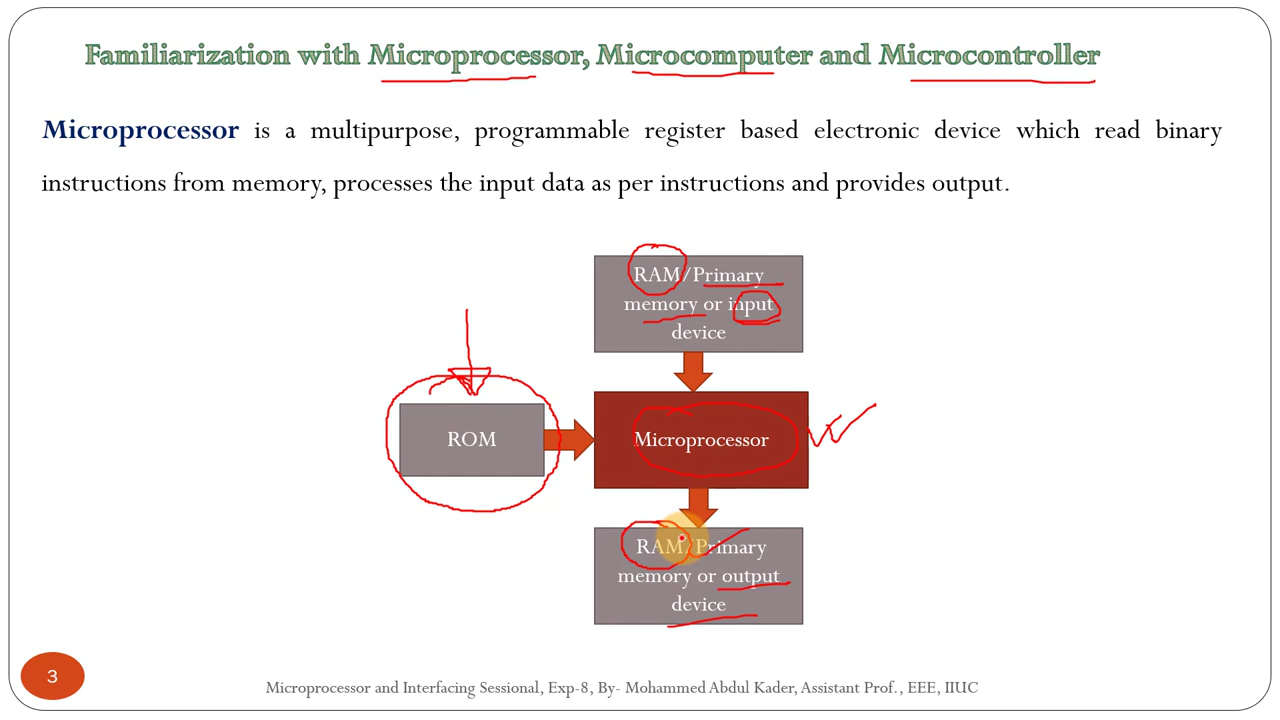 Familiarization with Microprocessor, Microcomputer and Microcontroller
Microprocessor is a multipurpose, programmable register based electronic device which read binary
instructions from memory, processes the input data as per instructions and provides output.
RAM/Primary
memory or input
device
ROM
Microprocessor
RAM/Primary
memory or output
device
3
Microprocessor and Interfacing Sessional, Exp-8, By- Mohammed Abdul Kader, Assistant Prof., EEE, IIUC